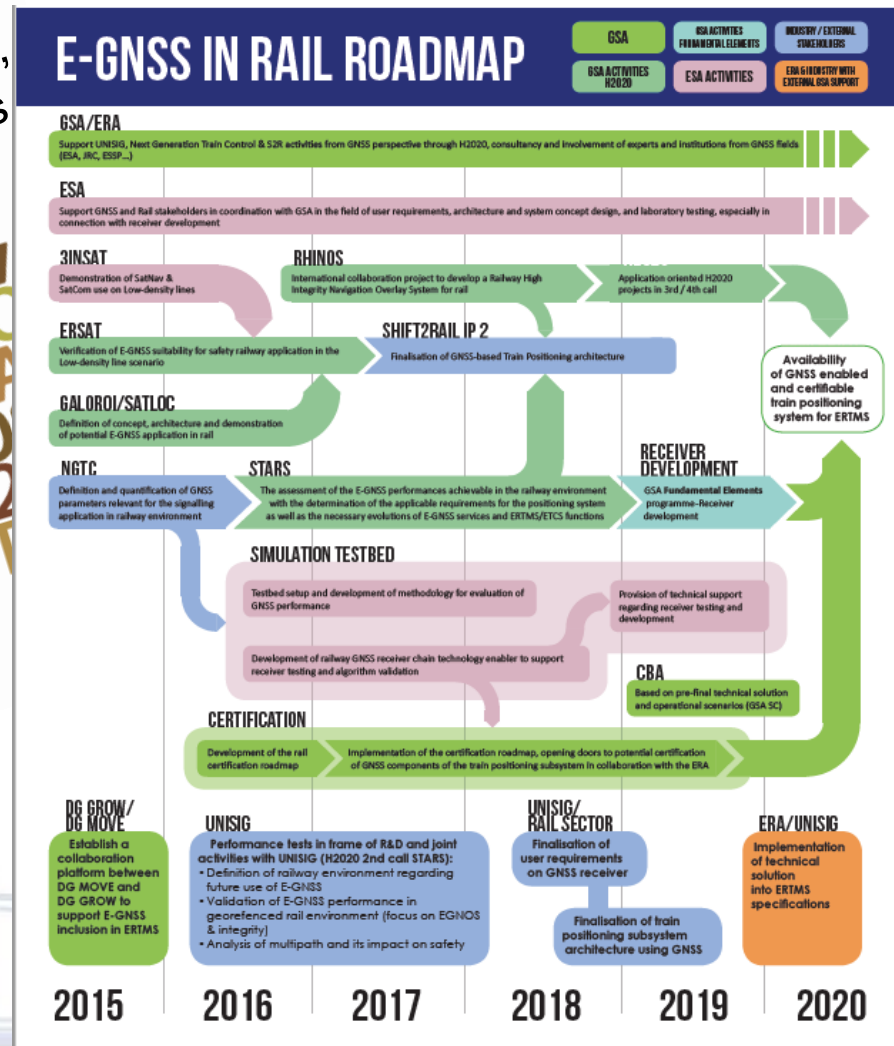 ,
s
E-GNSS IN RAIL ROADMAP
GSA
GSA ACTIVITIES
FUNDAMENTAL ELEMENTS
INDUSTRY / EXTERNAL
STAKEHOLDERS
GSA ACTIVITIES
H2020
ESA ACTIVITIES
ERA & INDUSTRY WITH
EXTERNAL GSA SUPPORT
GSA/ERA
Support UNISIG, Next Generation Train Control & S2R activities from GNSS perspective through H2020, consultancy and involvement of experts and institutions from GNSS fields
(ESA, JRC, ESSP...)
ESA
Support GNSS and Rail stakeholders in coordination with GSA in the field of user requirements, architecture and system concept design, and laboratory testing, especially in
connection with receiver development
3INSAT
Demonstration of SatNav &
SatCom use on Low-density lines
RHINOS
International collaboration project to develop a Railway High
Integrity Navigation Overlay System for rail
Application oriented H2020
projects in 3rd / 4th call
ERSAT
Verification of E-GNSS suitability for safety railway application in the
Low-density line scenario
SHIFT2RAIL IP 2
Finalisation of GNSS-based Train Positioning architecture
Availability
of GNSS enabled
and certifiable
train positioning
system for ERTMS
GALOROI/SATLOC
Definition of concept, architecture and demonstration
of potential E-GNSS application in rail
NGTC
Definition and quantification of GNSS
parameters relevant for the signalling
application in railway environment
STARS
The assessment of the E-GNSS performances achievable in the railway environment
with the determination of the applicable requirements for the positioning system
as well as the necessary evolutions of E-GNSS services and ERTMS/ETCS functions
RECEIVER
DEVELOPMENT
GSA Fundamental Elements
programme-Receiver
development
SIMULATION TESTBED
Testbed setup and development of methodology for evaluation of
GNSS performance
Provision of technical support
regarding receiver testing and
development
Development of railway GNSS receiver chain technology enabler to support
receiver testing and algorithm validation
CBA
Based on pre-final technical solution
and operational scenarios (GSA SC)
CERTIFICATION
Development of the rail
certification roadmap
Implementation of the certification roadmap, opening doors to potential certification
of GNSS components of the train positioning subsystem in collaboration with the ERA
DG GROW/
DG MOVE
Establish a
collaboration
platform between
DG MOVE and
DG GROW to
support E-GNSS
inclusion in ERTMS
UNISIG
Performance tests in frame of R&D and joint
activities with UNISIG (H2020 2nd call STARS):
• Definition of railway environment regarding
future use of E-GNSS
• Validation of E-GNSS performance in
georefenced rail environment (focus on EGNOS
& integrity)
• Analysis of multipath and its impact on safety
UNISIG/
RAIL SECTOR
Finalisation of
user requirements
on GNSS receiver
Finalisation of train
positioning subsystem
architecture using GNSS
ERA/UNISIG
Implementation
of technical
solution
into ERTMS
specifications
2015
2016
2017
2018
2019
2020